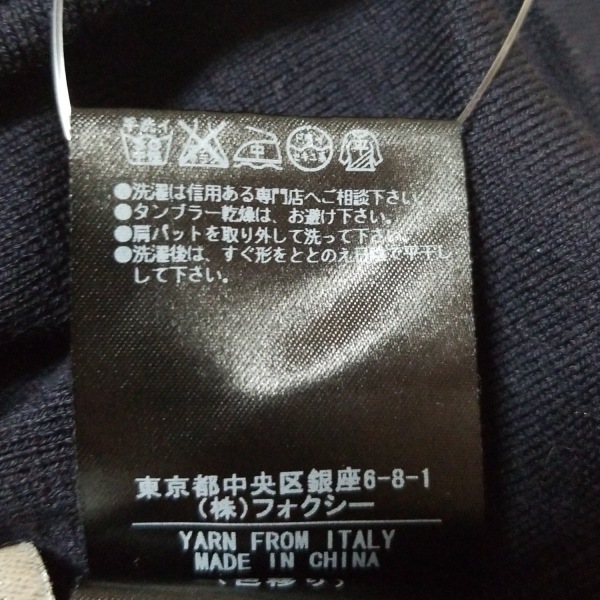 手洗イ
中
●洗濯は信用ある専門店へご相談下さい。
●タンブラー乾燥は、お避け下さい。
●肩パットを取り外して洗って下さい。
●洗濯後は、すぐ形をととのえ日陰で平干し
して下さい。
東京都中央区銀座6-8-1
(株)フォクシー
YARN FROM ITALY
MADE IN CHINA